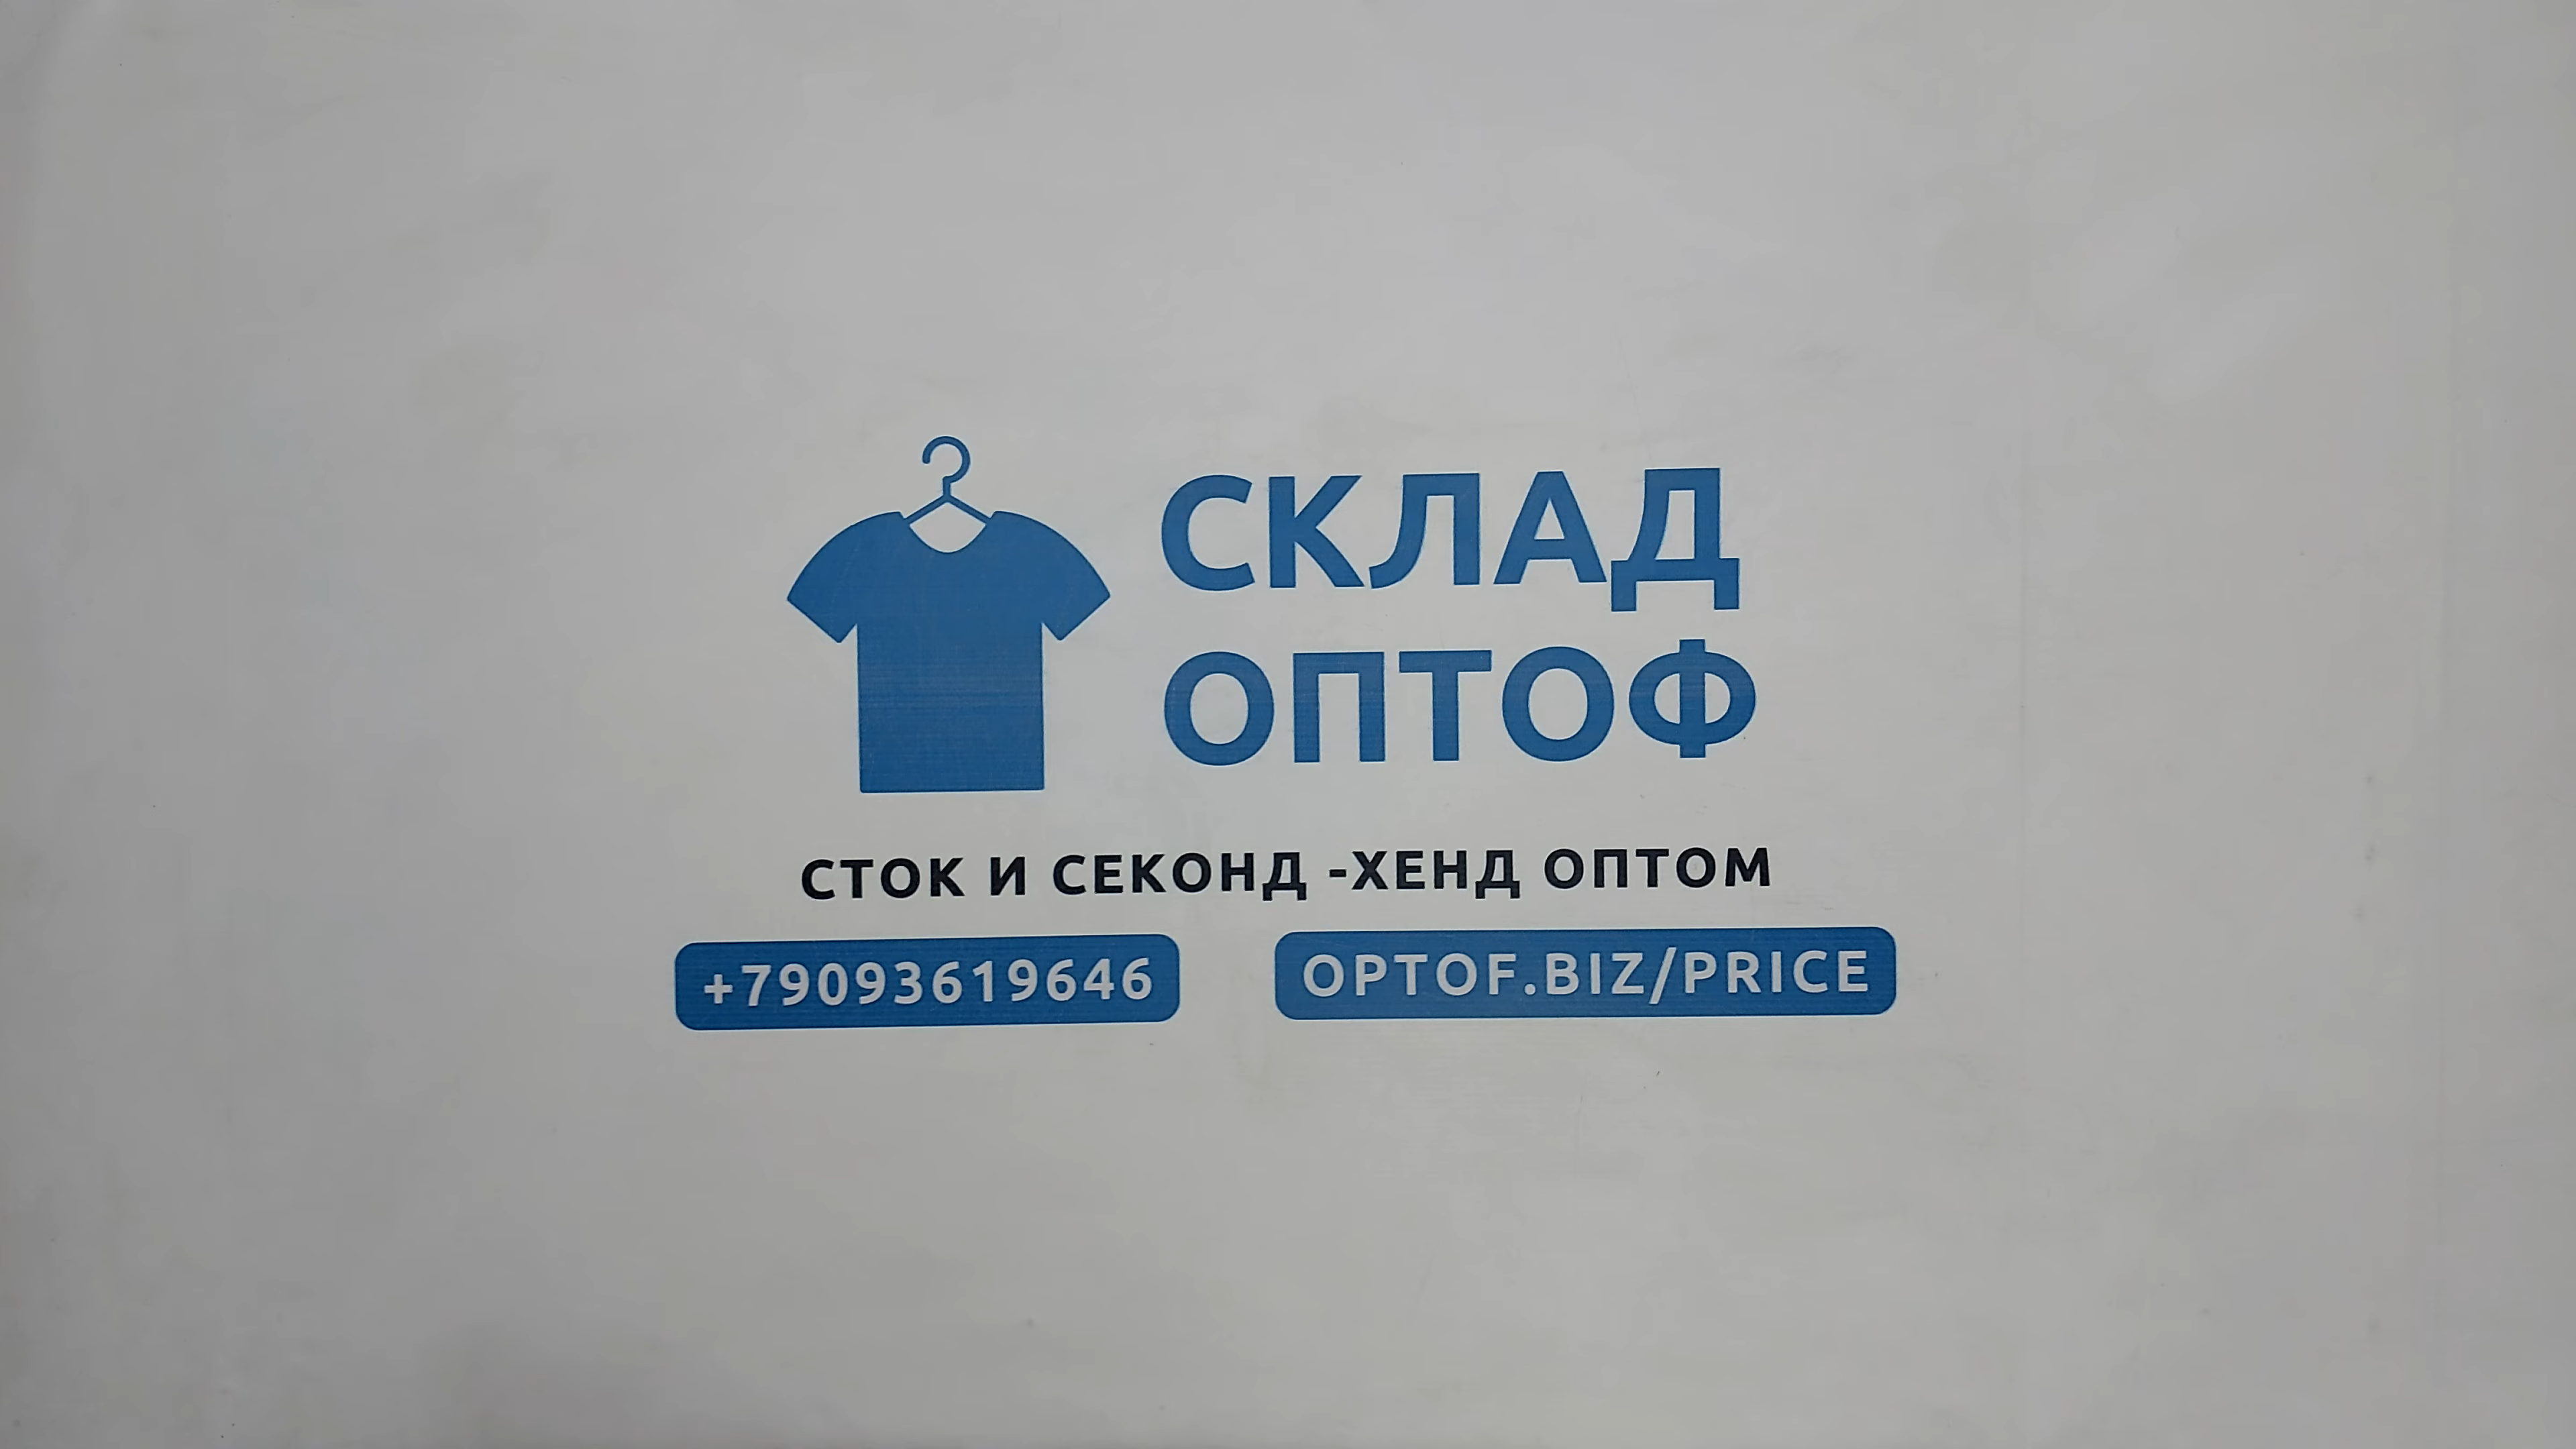 СКЛАД
ОПТОФ
СТОК И СЕКОНД -ХЕНД ОПТОМ
+79093619646
OPTOF.BIZ/PRICE